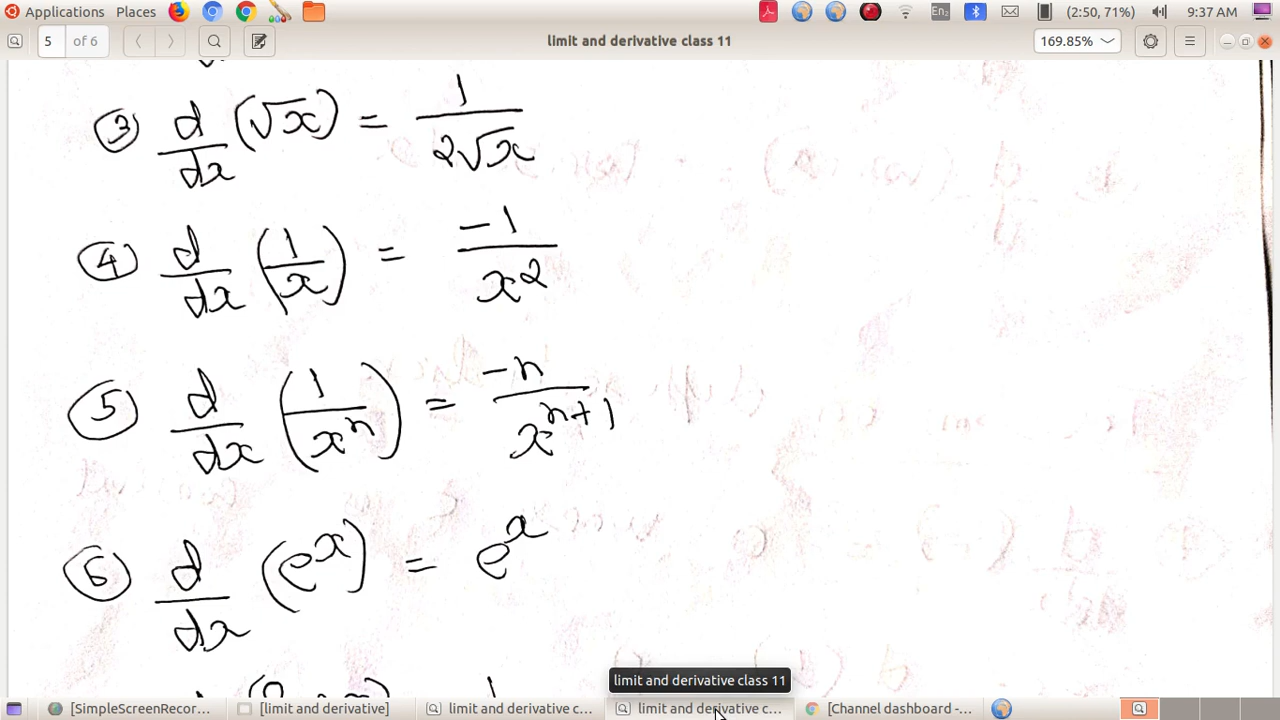 Applications Places En2 (2:50, 71%) 9:37 AM
5 of 6 limit and derivative class 11 169.85%
③ d/dx (√x) = 1/2√x
④ d/dx (1/x) = -1/x²
⑤ d/dx (1/xⁿ) = -n/xⁿ⁺¹
⑥ d/dx (eˣ) = eˣ
limit and derivative class 11
[SimpleScreenRecor... [limit and derivative] limit and derivative c... limit and derivative c... [Channel dashboard -...